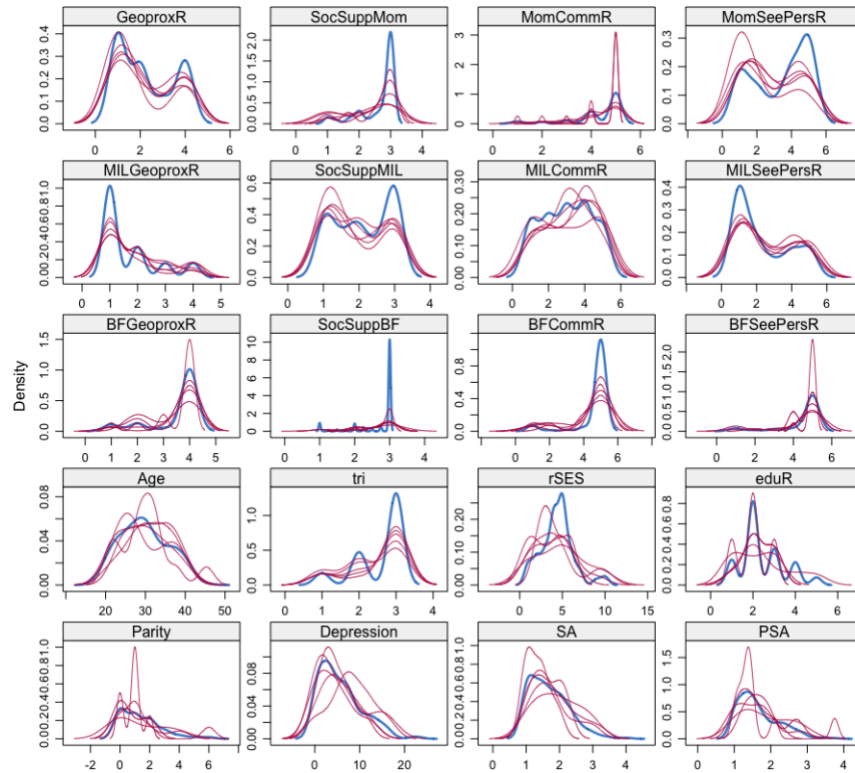 GeoproxR SocSuppMom MomCommR MomSeePersR
0.0 0.1 0.2 0.3 0.4
0.0 0.5 1.0 1.5 2.0
0 1 2 3
0.0 0.1 0.2 0.3
0 2 4 6
0 1 2 3 4
0 2 4 6
0 2 4 6
MILGeoproxR SocSuppMIL MILCommR MILSeePersR
0.0 0.2 0.4 0.6 0.8 1.0
0.0 0.2 0.4 0.6
0.00 0.10 0.20 0.30
0.0 0.1 0.2 0.3 0.4
0 1 2 3 4 5
0 1 2 3 4
0 2 4 6
0 2 4 6
BFGeoproxR SocSuppBF BFCommR BFSeePersR
Density
0.0 0.5 1.0 1.5
0 2 4 6 8 10
0.0 0.4 0.8
0.0 0.5 1.0 1.5 2.0
0 1 2 3 4 5
0 1 2 3 4
0 2 4 6
0 1 2 3 4 5 6
Age tri rSES eduR
0.00 0.04 0.08
0.0 0.5 1.0
0.00 0.10 0.20
0.0 0.2 0.4 0.6 0.8
20 30 40 50
0 1 2 3 4
0 5 10 15
0 2 4 6
Parity Depression SA PSA
0.0 0.2 0.4 0.6 0.8 1.0
0.00 0.04 0.08
0.0 0.2 0.4 0.6 0.8 1.0
0.0 0.5 1.0 1.5
-2 0 2 4 6
0 10 20
0 1 2 3 4
0 1 2 3 4